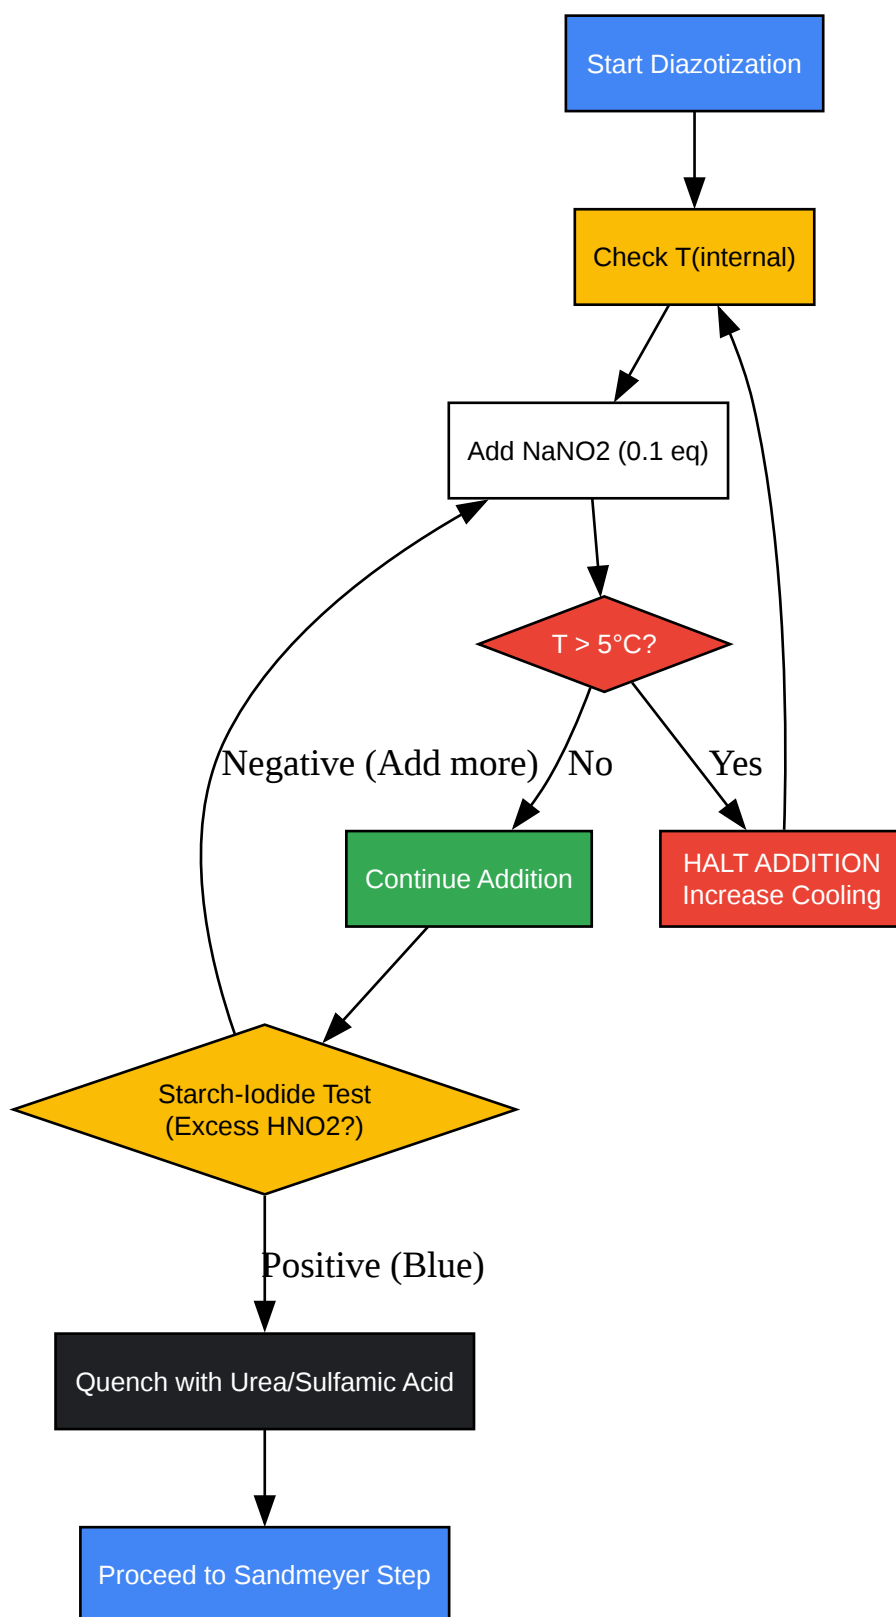 Start Diazotization
Check T(internal)
Add NaNO2 (0.1 eq)
T > 5°C?
Negative (Add more)
No
Yes
Continue Addition
HALT ADDITION
Increase Cooling
Starch-Iodide Test
(Excess HNO2?)
Positive (Blue)
Quench with Urea/Sulfamic Acid
Proceed to Sandmeyer Step